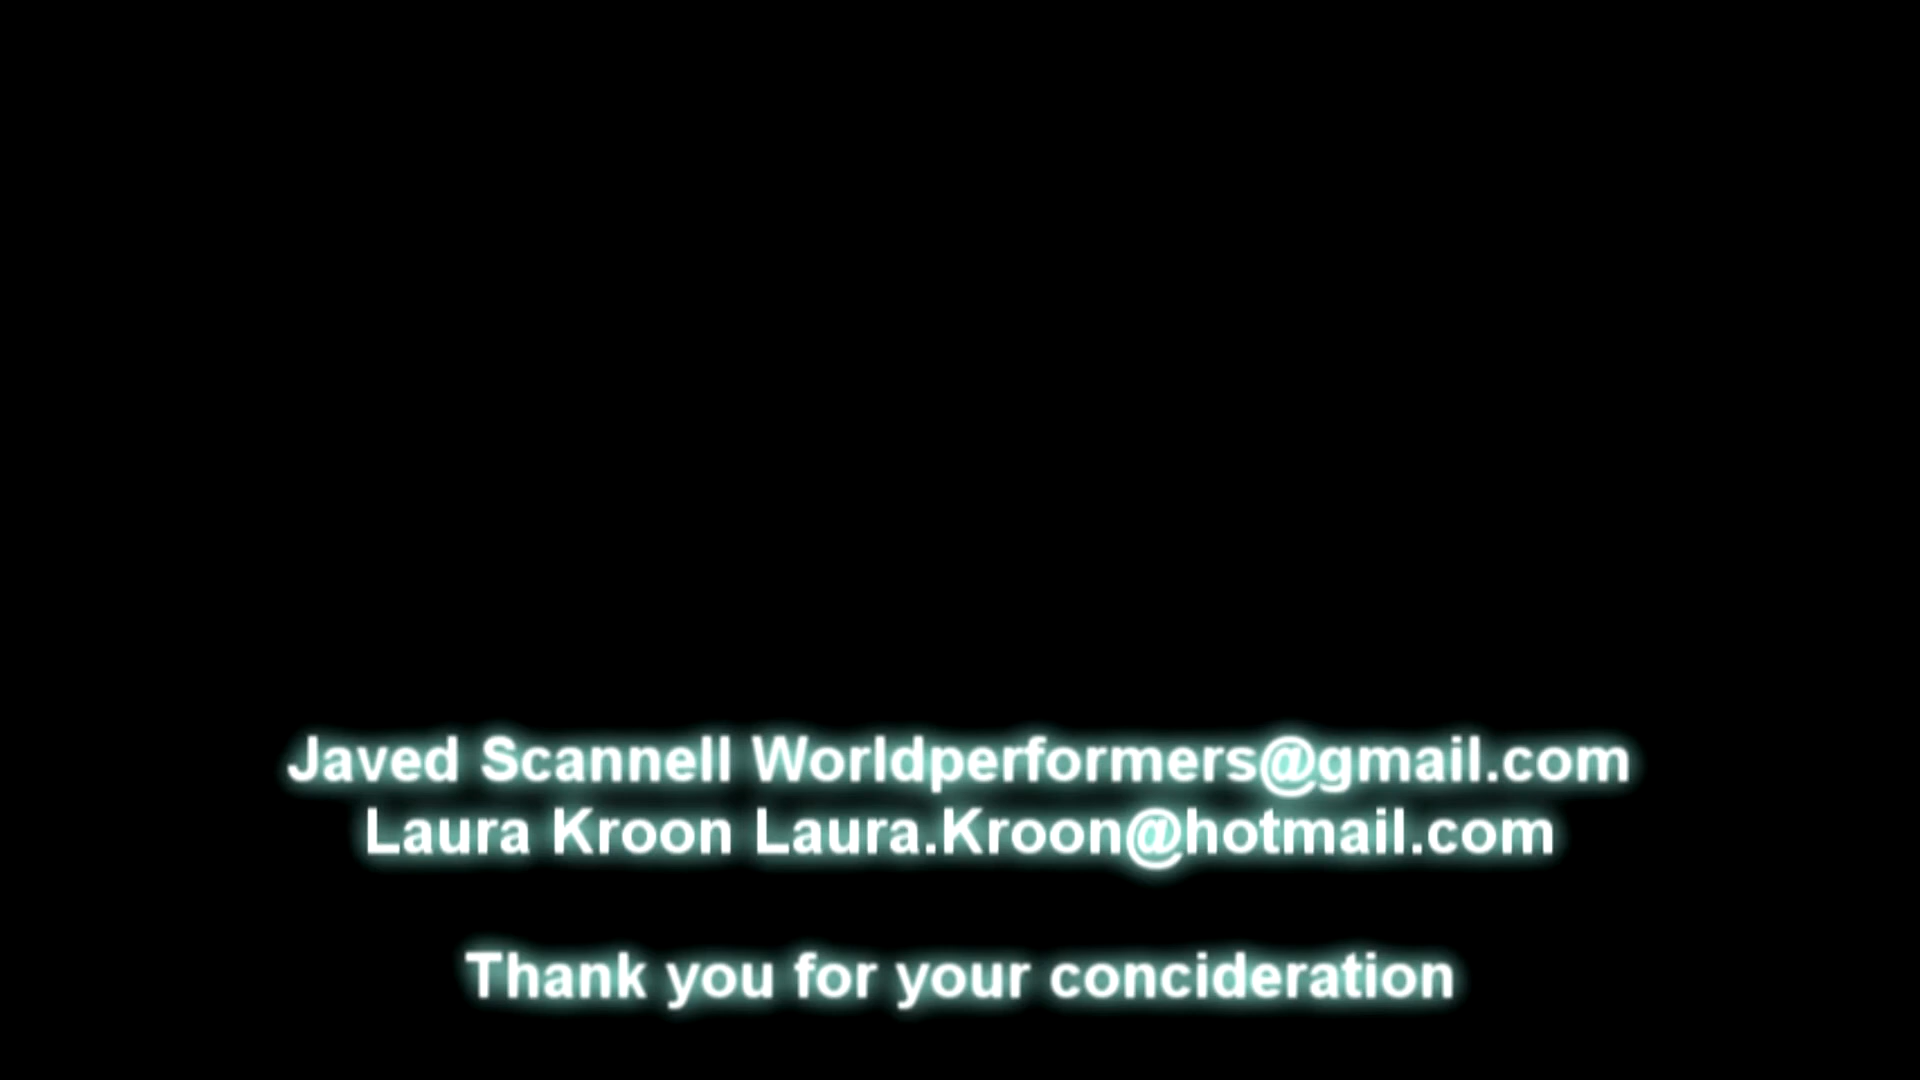 Javed Scannell Worldperformers@gmail.com
Laura Kroon Laura.Kroon@hotmail.com
Thank you for your concideration